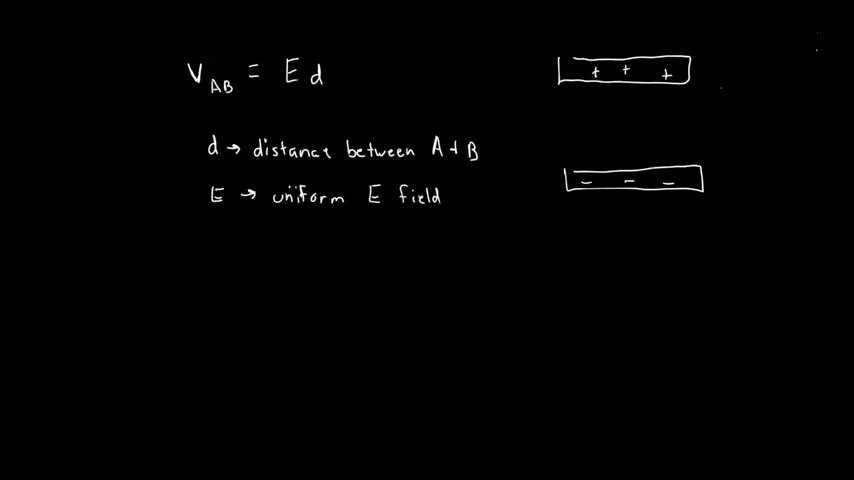 V_AB = E d
+ + +
d → distance between A + B
- - -
E → uniform E field